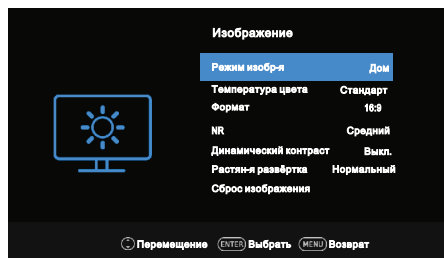 Изображение
Режим изобр-я Дом
Температура цвета Стандарт
Формат 16:9
NR Средний
Динамический контраст Выкл.
Растян-я развёртка Нормальный
Сброс изображения
Перемещение ENTER Выбрать MENU Возврат